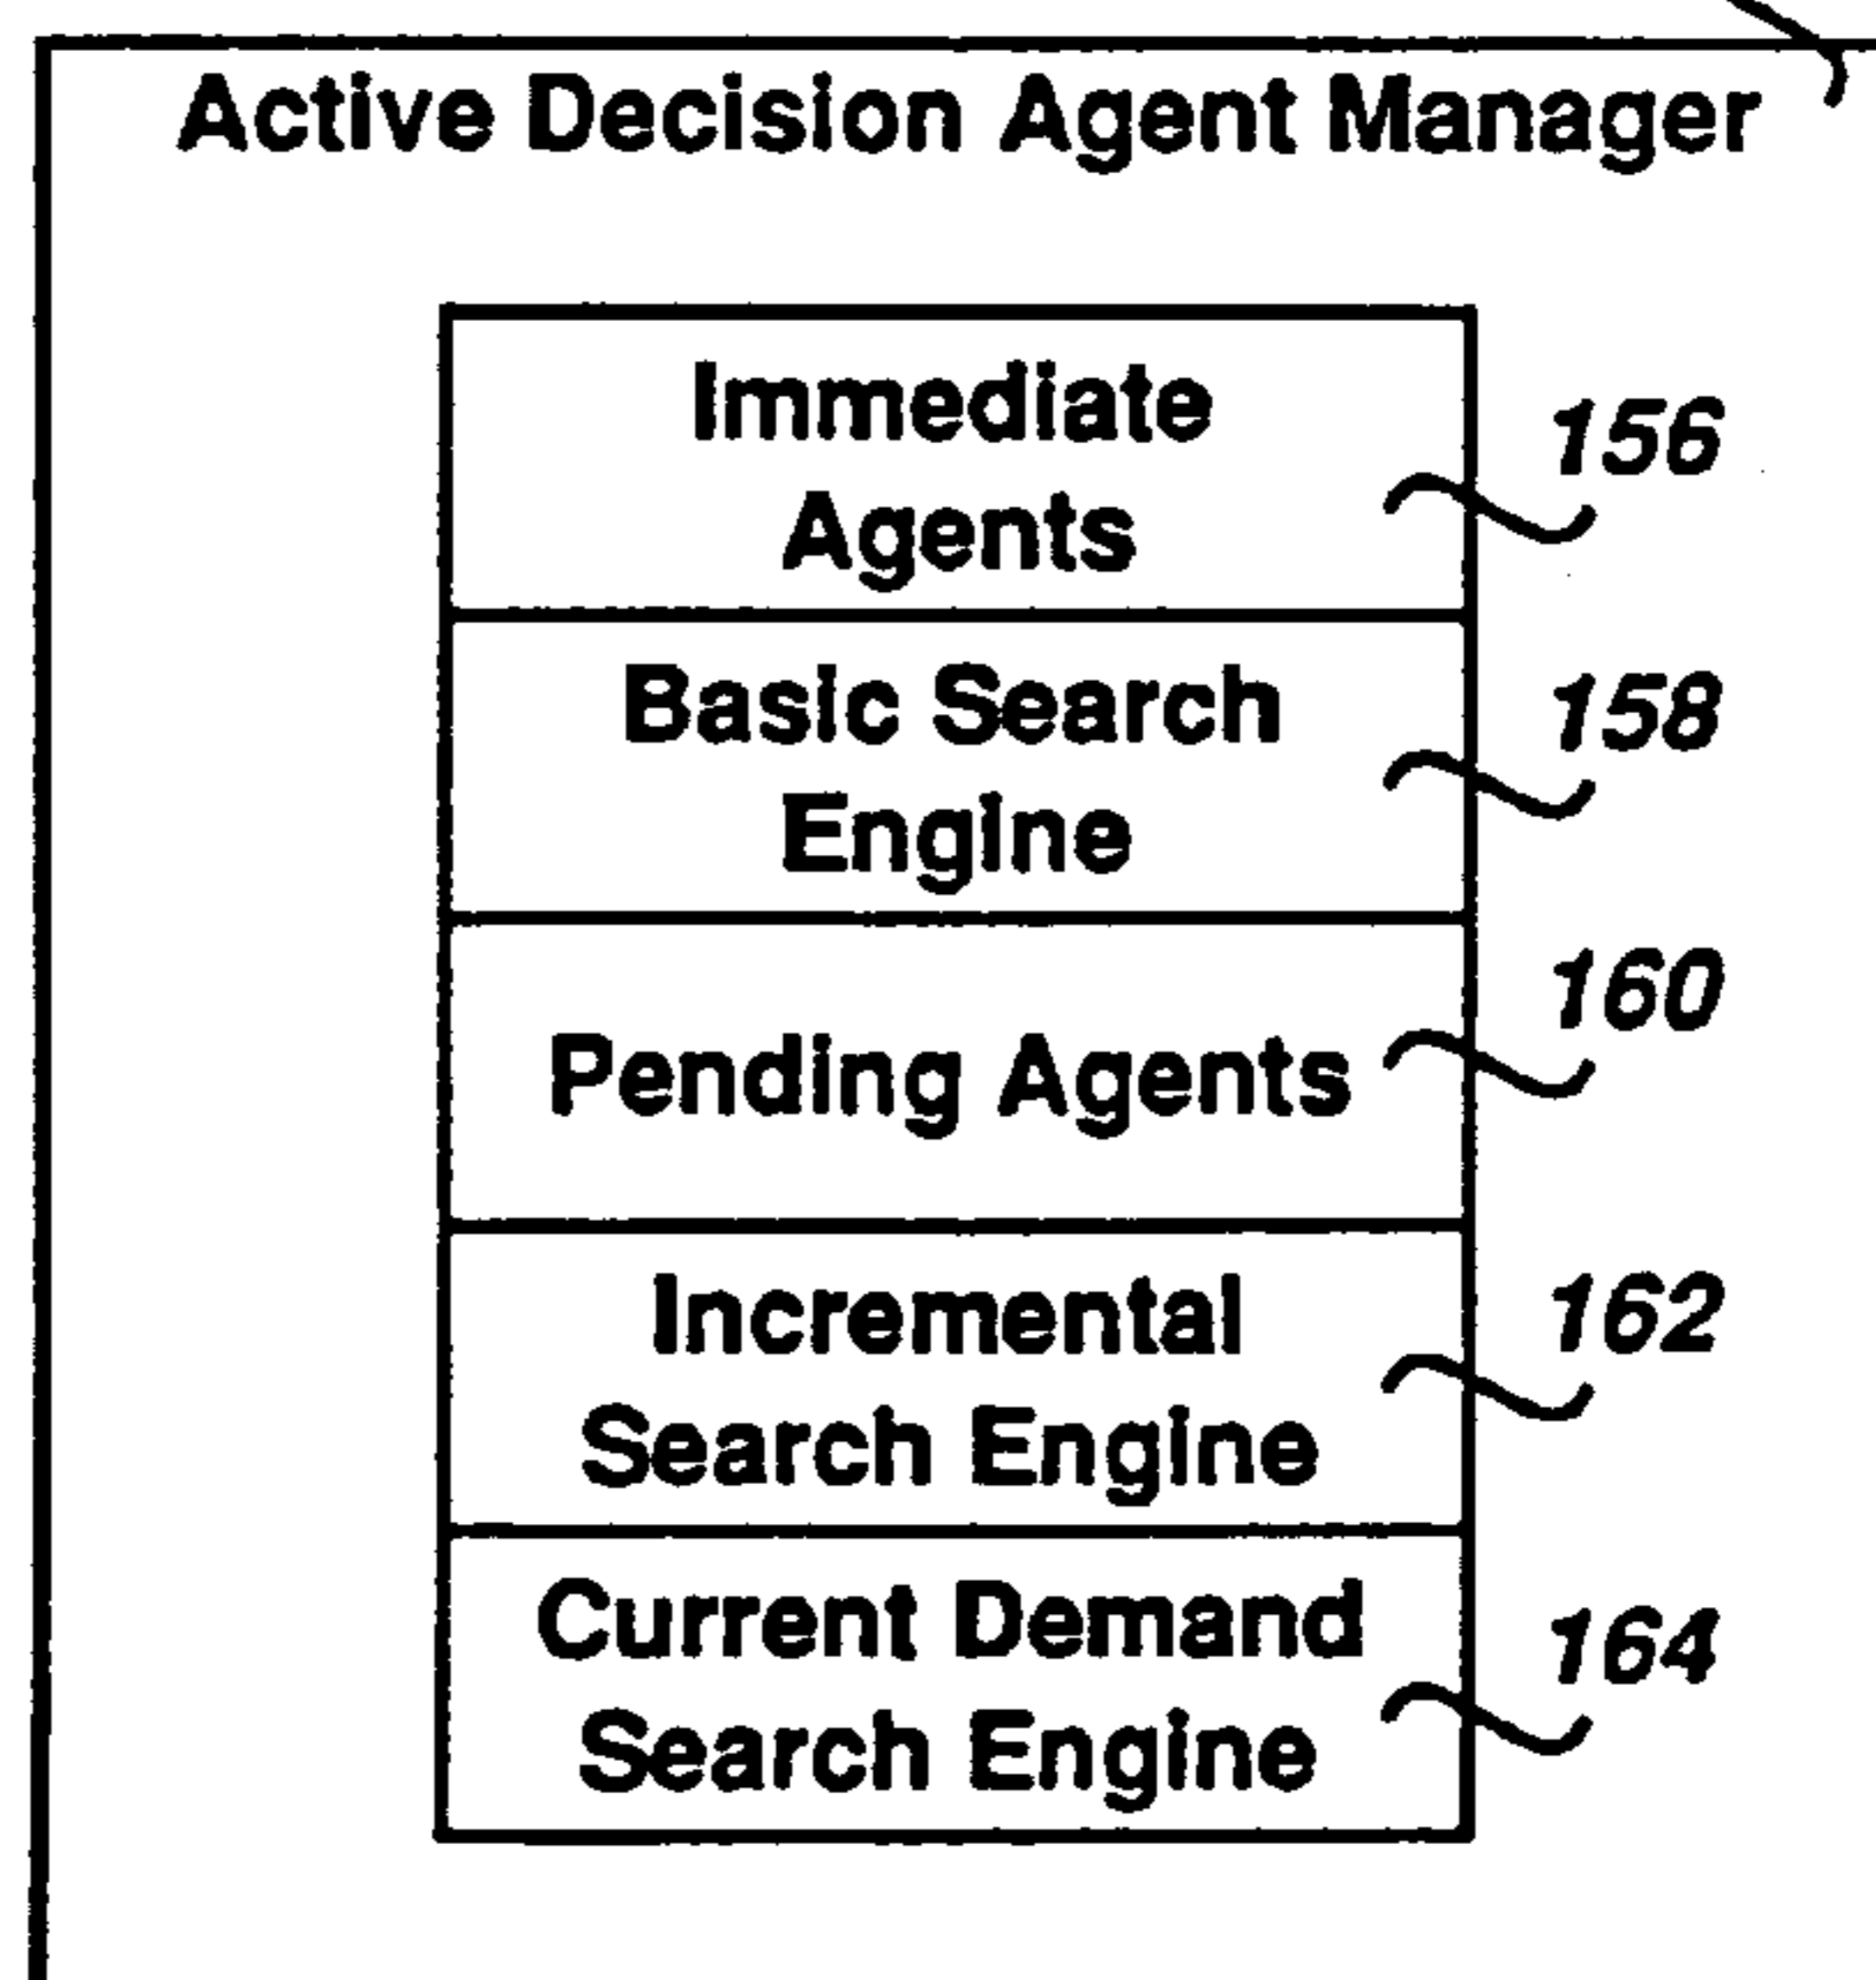 Active Decision Agent Manager
Immediate
Agents
156
Basic Search
Engine
158
Pending Agents
160
Incremental
Search Engine
162
Current Demand
Search Engine
164